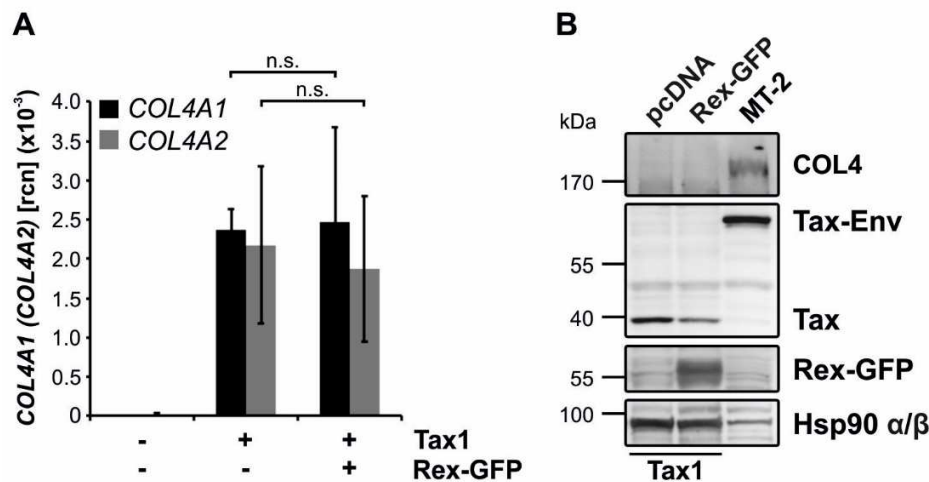 A
COL4A1 (COL4A2) [rcn] (x10⁻³)
n.s.
n.s.
COL4A1
COL4A2
4.0
3.5
3.0
2.5
2.0
1.5
1.0
0.5
0
- + + Tax1
- - + Rex-GFP
B
pcDNA
Rex-GFP
MT-2
kDa
170
COL4
Tax-Env
55
40
Tax
55
Rex-GFP
100
Hsp90 α/β
Tax1